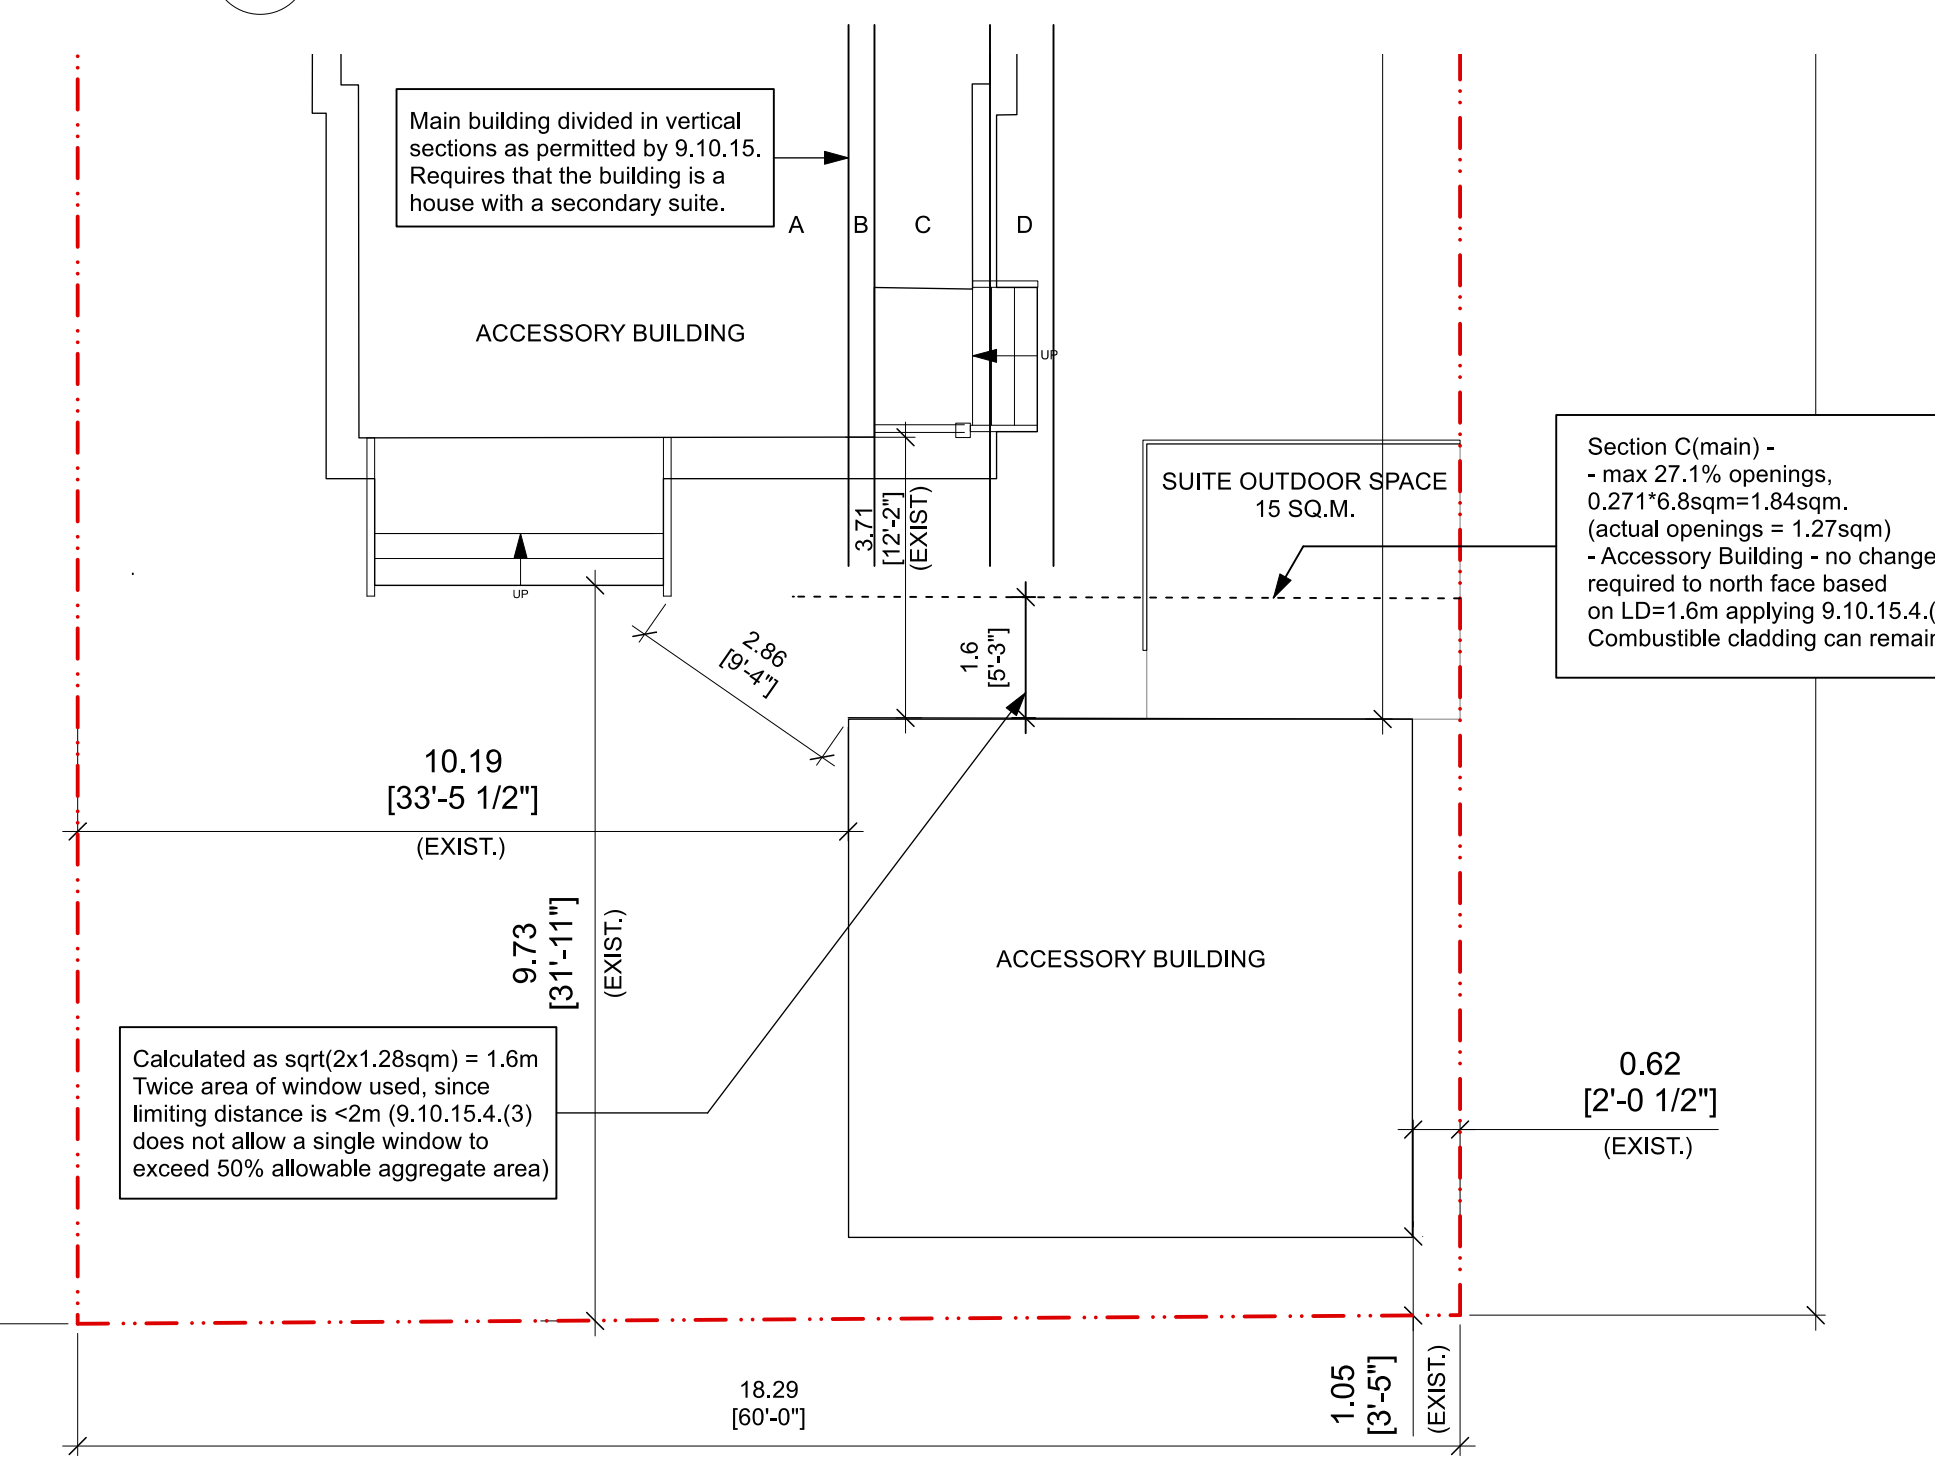 Main building divided in vertical
sections as permitted by 9.10.15.
Requires that the building is a
house with a secondary suite.
A
B
C
D
ACCESSORY BUILDING
UP
Section C(main) -
- max 27.1% openings,
0.271*6.8sqm=1.84sqm.
(actual openings = 1.27sqm)
- Accessory Building - no change
required to north face based
on LD=1.6m applying 9.10.15.4.(
Combustible cladding can remain
SUITE OUTDOOR SPACE
15 SQ.M.
3.71
[12'-2"]
(EXIST)
UP
2.86
[9'-4"]
1.6
[5'-3"]
10.19
[33'-5 1/2"]
(EXIST.)
9.73
[31'-11"]
(EXIST.)
ACCESSORY BUILDING
Calculated as sqrt(2x1.28sqm) = 1.6m
Twice area of window used, since
limiting distance is <2m (9.10.15.4.(3)
does not allow a single window to
exceed 50% allowable aggregate area)
0.62
[2'-0 1/2"]
(EXIST.)
1.05
[3'-5"]
(EXIST.)
18.29
[60'-0"]